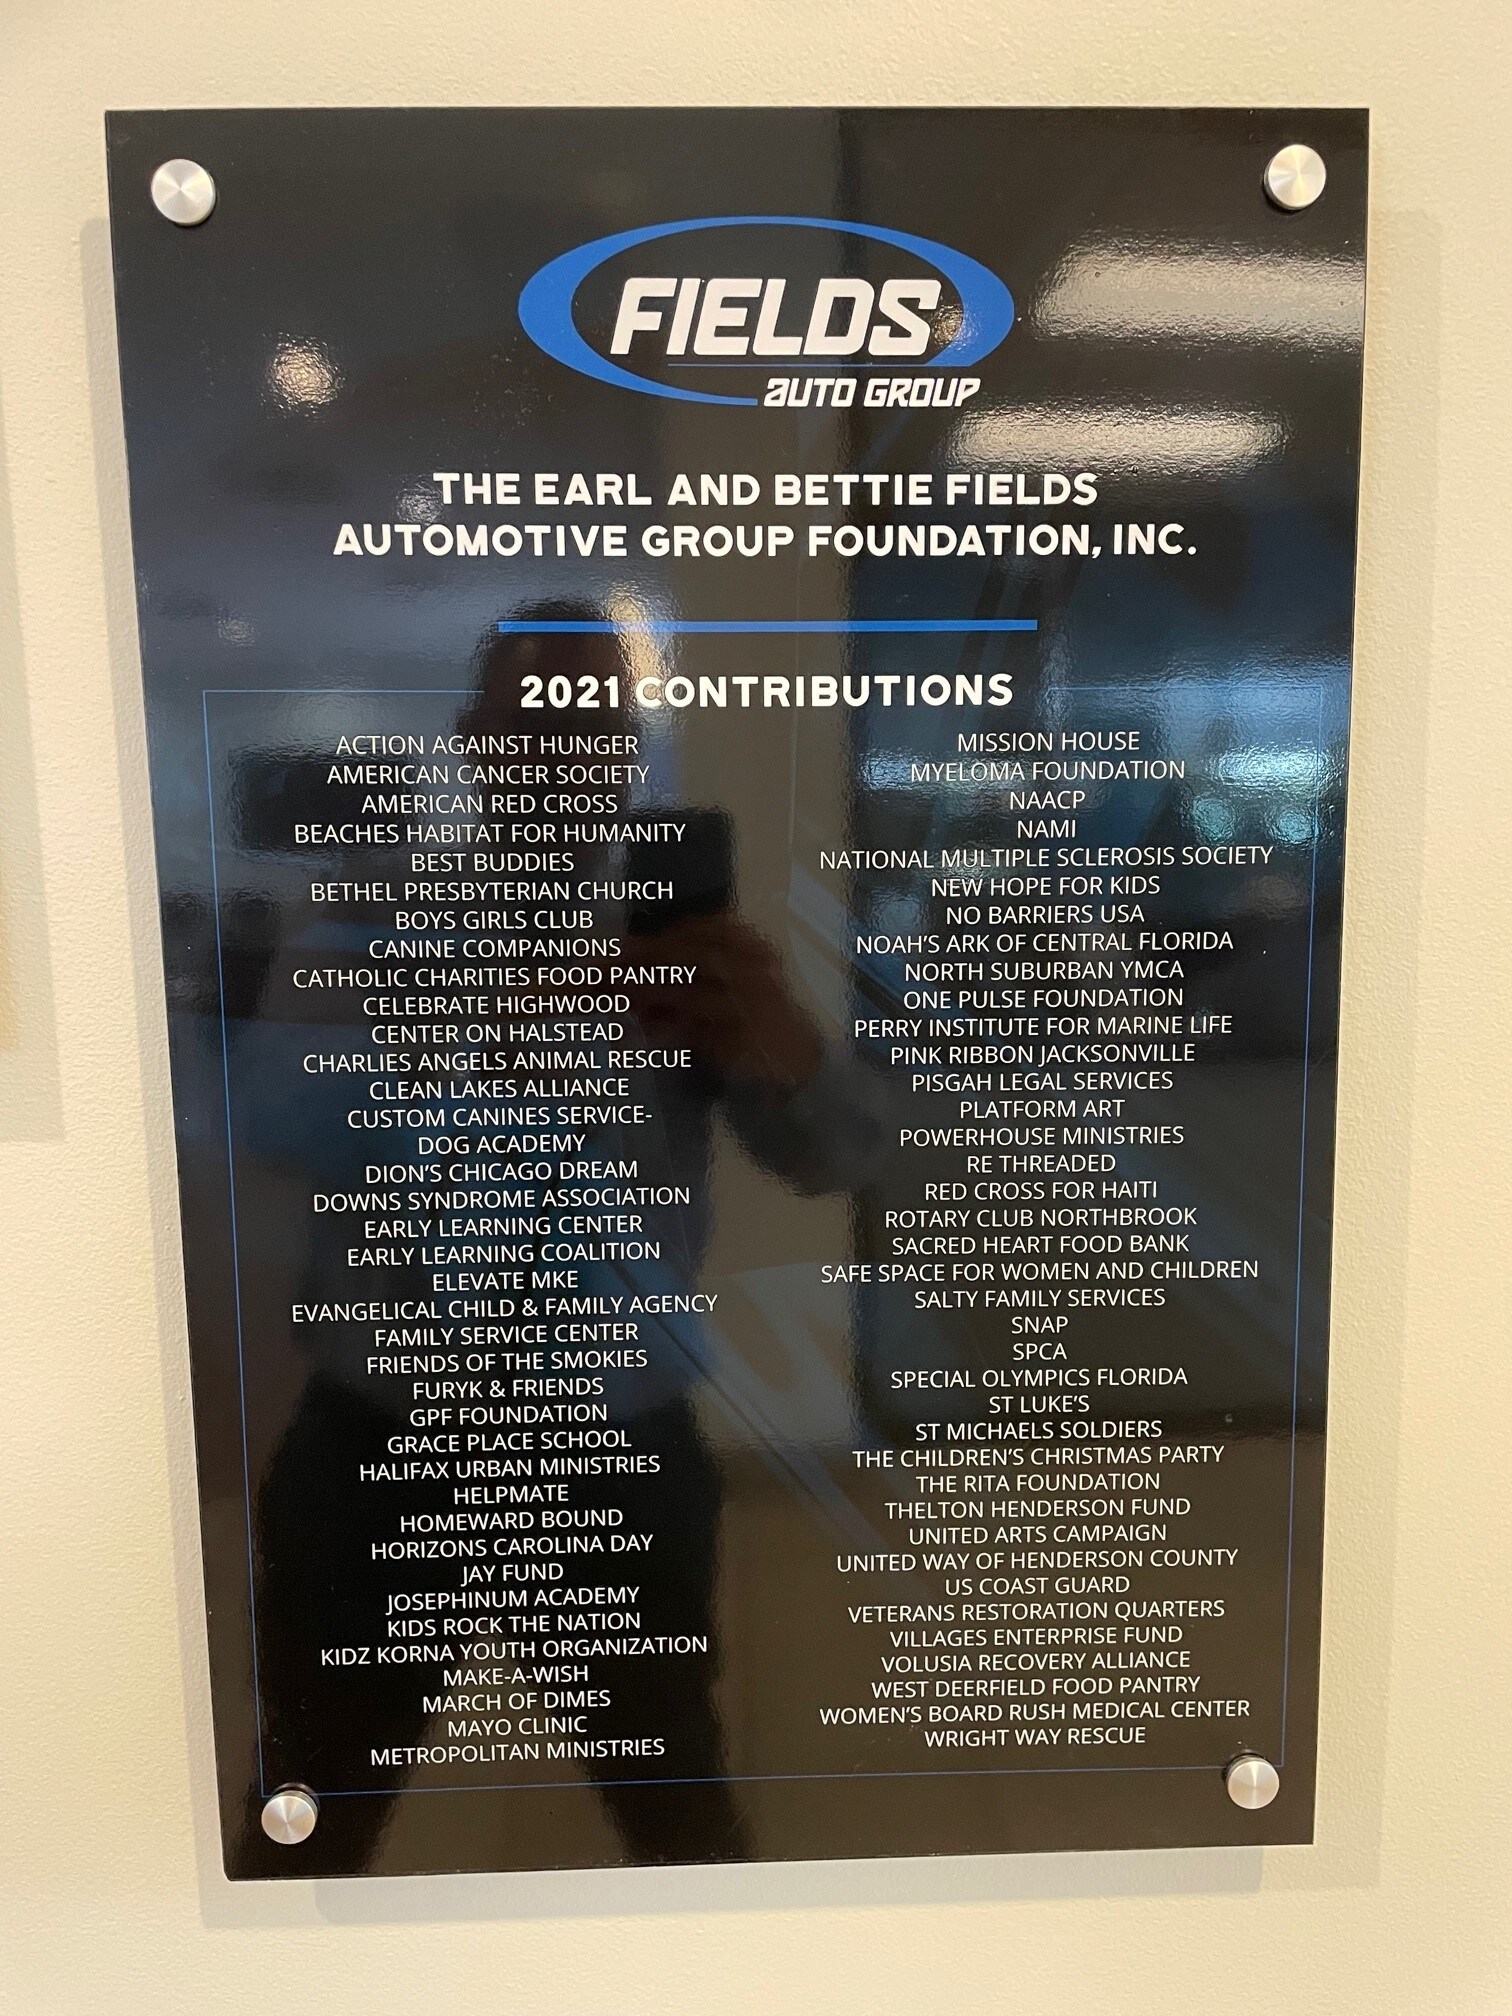 FIELDS
AUTO GROUP
THE EARL AND BETTIE FIELDS
AUTOMOTIVE GROUP FOUNDATION, INC.
2021 CONTRIBUTIONS
ACTION AGAINST HUNGER
AMERICAN CANCER SOCIETY
AMERICAN RED CROSS
BEACHES HABITAT FOR HUMANITY
BEST BUDDIES
BETHEL PRESBYTERIAN CHURCH
BOYS GIRLS CLUB
CANINE COMPANIONS
CATHOLIC CHARITIES FOOD PANTRY
CELEBRATE HIGHWOOD
CENTER ON HALSTEAD
CHARLIES ANGELS ANIMAL RESCUE
CLEAN LAKES ALLIANCE
CUSTOM CANINES SERVICE-
DOG ACADEMY
DION'S CHICAGO DREAM
DOWNS SYNDROME ASSOCIATION
EARLY LEARNING CENTER
EARLY LEARNING COALITION
ELEVATE MKE
EVANGELICAL CHILD & FAMILY AGENCY
FAMILY SERVICE CENTER
FRIENDS OF THE SMOKIES
FURYK & FRIENDS
GPF FOUNDATION
GRACE PLACE SCHOOL
HALIFAX URBAN MINISTRIES
HELPMATE
HOMEWARD BOUND
HORIZONS CAROLINA DAY
JAY FUND
JOSEPHINUM ACADEMY
KIDS ROCK THE NATION
KIDZ KORNA YOUTH ORGANIZATION
MAKE-A-WISH
MARCH OF DIMES
MAYO CLINIC
METROPOLITAN MINISTRIES
MISSION HOUSE
MYELOMA FOUNDATION
NAACP
NAMI
NATIONAL MULTIPLE SCLEROSIS SOCIETY
NEW HOPE FOR KIDS
NO BARRIERS USA
NOAH'S ARK OF CENTRAL FLORIDA
NORTH SUBURBAN YMCA
ONE PULSE FOUNDATION
PERRY INSTITUTE FOR MARINE LIFE
PINK RIBBON JACKSONVILLE
PISGAH LEGAL SERVICES
PLATFORM ART
POWERHOUSE MINISTRIES
RE THREADED
RED CROSS FOR HAITI
ROTARY CLUB NORTHBROOK
SACRED HEART FOOD BANK
SAFE SPACE FOR WOMEN AND CHILDREN
SALTY FAMILY SERVICES
SNAP
SPCA
SPECIAL OLYMPICS FLORIDA
ST LUKE'S
ST MICHAELS SOLDIERS
THE CHILDREN'S CHRISTMAS PARTY
THE RITA FOUNDATION
THELTON HENDERSON FUND
UNITED ARTS CAMPAIGN
UNITED WAY OF HENDERSON COUNTY
US COAST GUARD
VETERANS RESTORATION QUARTERS
VILLAGES ENTERPRISE FUND
VOLUSIA RECOVERY ALLIANCE
WEST DEERFIELD FOOD PANTRY
WOMEN'S BOARD RUSH MEDICAL CENTER
WRIGHT WAY RESCUE